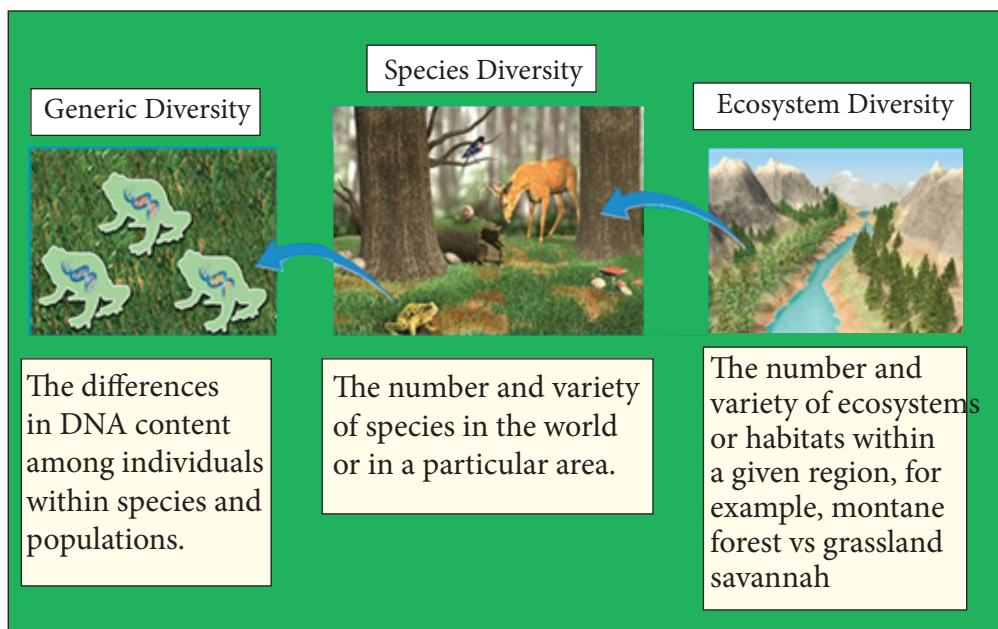 Generic Diversity
The differences
in DNA content
among individuals
within species and
populations.
Species Diversity
The number and variety
of species in the world
or in a particular area.
Ecosystem Diversity
The number and
variety of ecosystems
or habitats within
a given region, for
example, montane
forest vs grassland
savannah